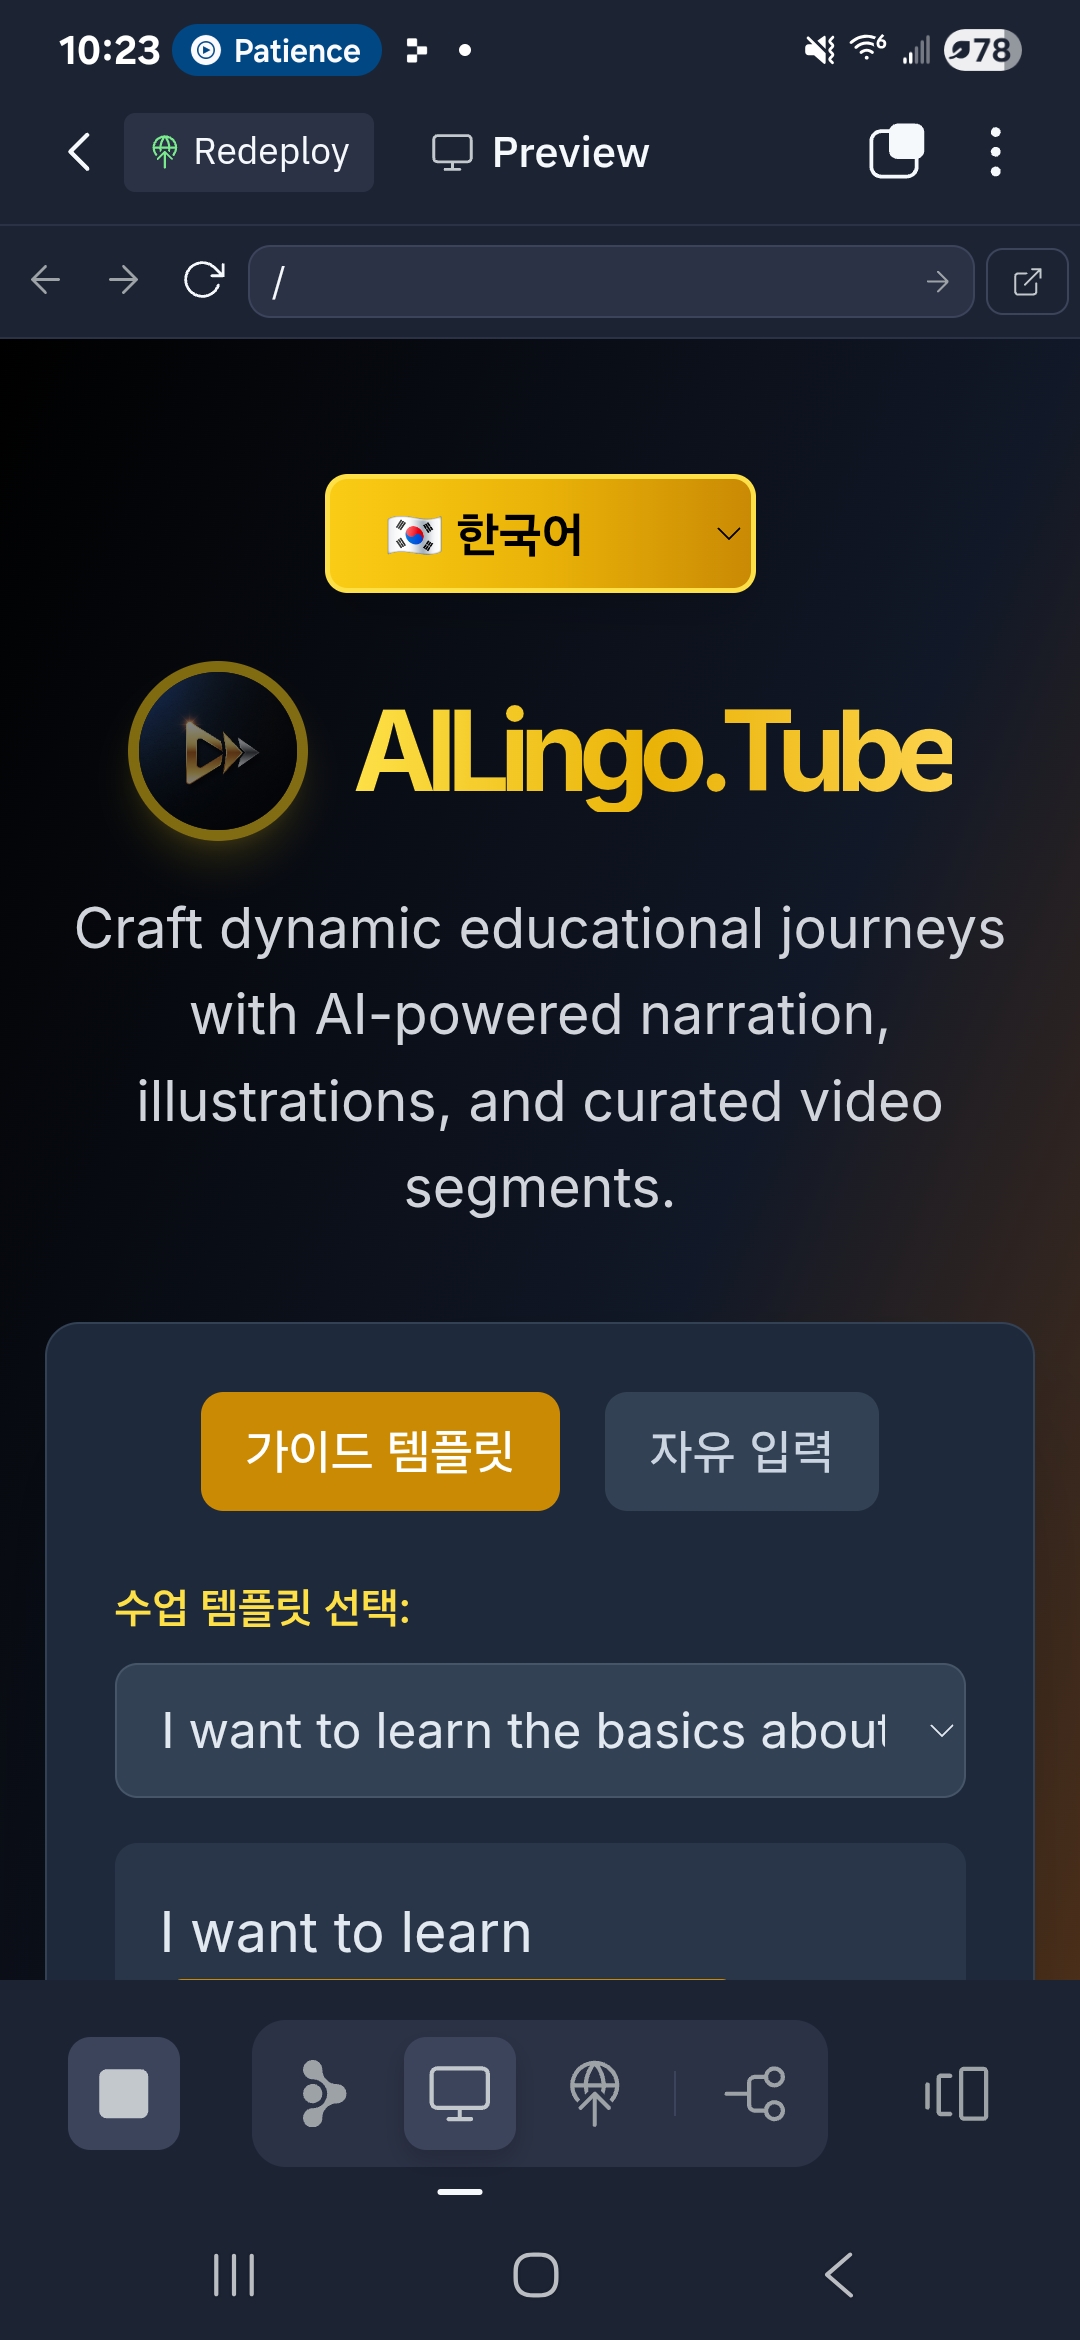 10:23 Patience 6 78
Redeploy Preview
/
🇰🇷 한국어
AILingo.Tube
Craft dynamic educational journeys
with AI-powered narration,
illustrations, and curated video
segments.
가이드 템플릿 자유 입력
수업 템플릿 선택:
I want to learn the basics about
I want to learn